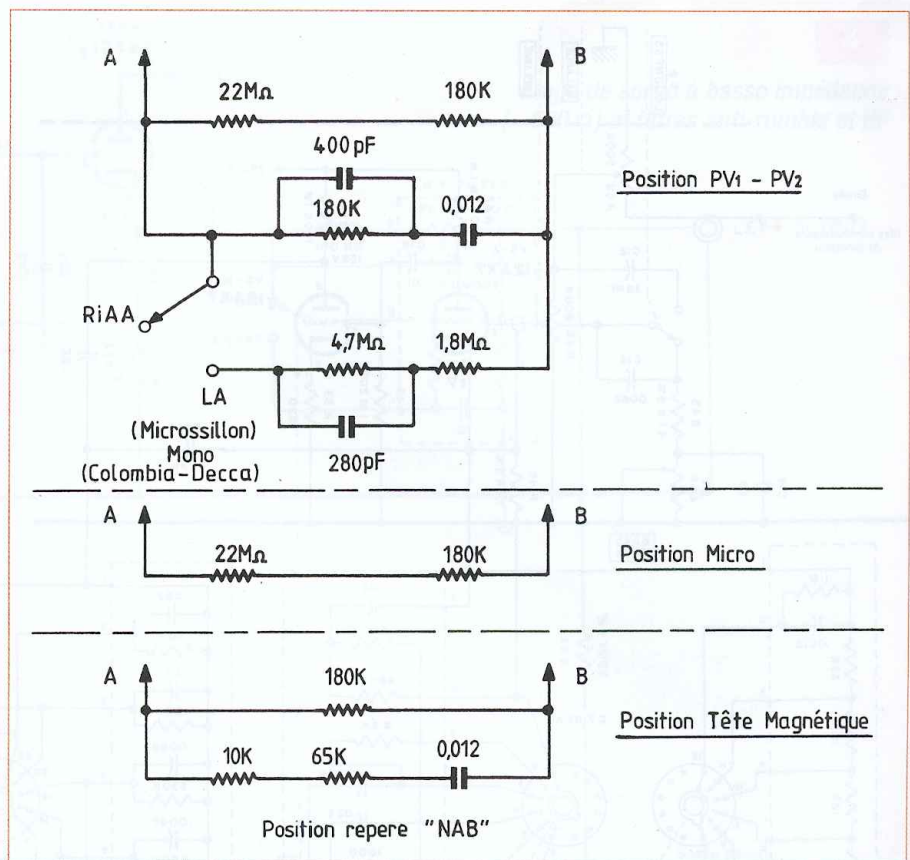 A
B
22MΩ
180K
400pF
180K
0,012
Position PV1 - PV2
RiAA
4,7MΩ
1,8MΩ
LA
(Microssillon)
Mono
(Colombia-Decca)
280pF
A
B
22MΩ
180K
Position Micro
A
B
180K
Position Tête Magnétique
10K
65K
0,012
Position repere "NAB"